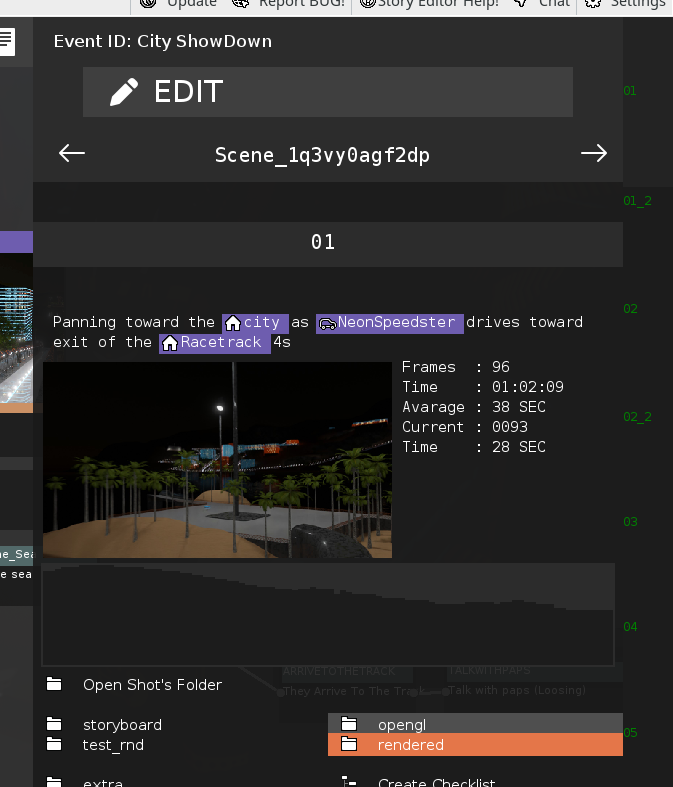 Update Report BUG! Story Editor Help! Chat Settings
Event ID: City ShowDown
EDIT
01
Scene_1q3vy0agf2dp
01_2
01
02
Panning toward the city as NeonSpeedster drives toward
exit of the Racetrack 4s
Frames : 96
Time : 01:02:09
Avarage : 38 SEC
02_2
Current : 0093
Time : 28 SEC
03
ne_Sea
e sea
04
ARRIVETOTHETRACK TALKWITHPAPS
Open Shot's Folder
They Arrive To The Tra Talk with paps (Loosing)
storyboard opengl
05
test_rnd rendered
extra Create Checklist